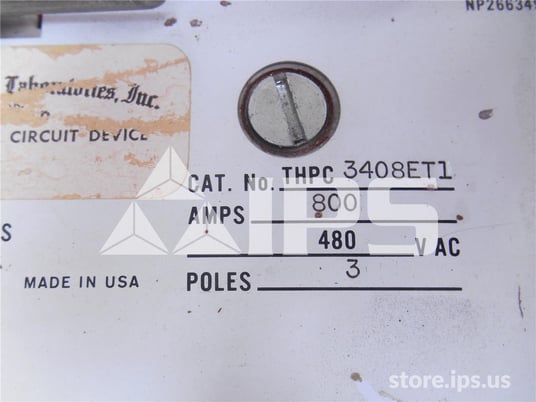 NP26634
Laboratories, Inc.
CIRCUIT DEVICE
CAT. No. THPC 3408ET1
AMPS 800
IPS
S
480 V AC
MADE IN USA
POLES 3
store.ips.us